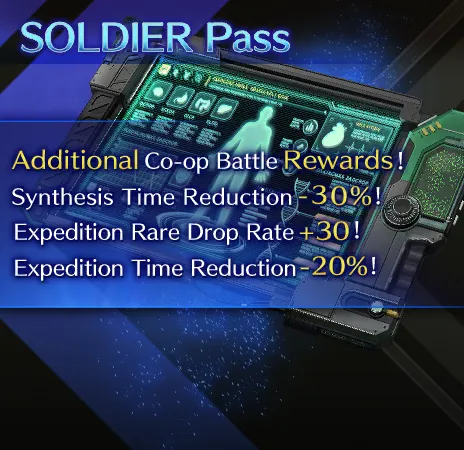 SOLDIER Pass
Additional Co-op Battle Rewards!
Synthesis Time Reduction -30%!
Expedition Rare Drop Rate +30!
Expedition Time Reduction -20%!